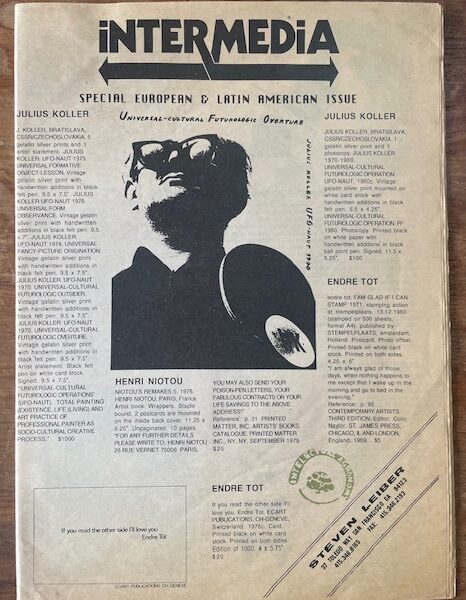 INTERMEDIA
SPECIAL EUROPEAN & LATIN AMERICAN ISSUE
UNIVERSAL-CULTURAL FUTUROLOGIC OVERTURE
JULIUS KOLLER
J. KOLLER, BRATISLAVA,
CSSR/CZECHOSLOVAKIA. 5
gelatin silver prints and 1
artist statement. JULIUS
KOLLER: UFO-NAUT 1979.
UNIVERSAL FORMATIVE-
OBJECT-LESSON. Vintage
gelatin silver print with
handwritten additions in black
felt pen. 9.5 x 7.5". JULIUS
KOLLER UFO-NAUT 1978.
UNIVERSAL FORM
OBSERVANCE. Vintage gelatin
silver print with handwritten
additions in black felt pen. 9.5
x 7". JULIUS KOLLER:
UFO-NAUT 1974, UNIVERSAL
FANCY-PICTURE ORIGINATION.
Vintage gelatin silver print
with handwritten additions in
black felt pen. 9.5 x 7.5".
JULIUS KOLLER: UFO-NAUT
1970. UNIVERSAL-CULTURAL
FUTUROLOGIC OUTSIDER.
Vintage gelatin silver print
with handwritten additions in
black felt pen. 9.5 x 7.5".
JULIUS KOLLER: UFO-NAUT
1970. UNIVERSAL-CULTURAL
FUTUROLOGIC OVERTURE.
Vintage gelatin silver print
with handwritten additions in
black felt pen. 9.5 x 7.5".
Artist statement. Black felt
pen on white card stock.
Signed. 9.5 x 7.5".
"UNIVERSAL-CULTURAL
FUTUROLOGIC OPERATIONS"
(UFO-NAUT). TOTAL PAINTING
(EXISTENCE, LIFE/LIVING) AND
ART PRACTICE OF
PROFESSIONAL PAINTER AS
SOCIO-CULTURAL CREATIVE
PROCESS." $1000
JULIUS KOLLER UFO-NAUT 1970
JULIUS KOLLER
JULIUS KOLLER, BRATISLAVA,
CSSR/CZECHOSLOVAKIA. 1
gelatin silver print and 1
photocopy. JULIUS KOLLER
1970-1980.
UNIVERSAL-CULTURAL
FUTUROLOGIC OPERATION:
UFO-NAUT, 1980c. Vintage
gelatin silver print mounted on
white card stock with
handwritten additions in black
felt pen. 6.5 x 4.25".
UNIVERSAL-CULTURAL
FUTUROLOGIC OPERATION: PF
1980. Photocopy. Printed black
on white paper with
handwritten additions in black
ball point pen. Signed. 11.5 x
8.25". $100
ENDRE TOT
endre tot. I'AM GLAD IF I CAN
STAMP 1971. stamping action
at stempelplaats, 13-12 1980.
stamped on 500 sheets,
format A4), published by
STEMPELPLAATS, amsterdam,
Holland. Postcard. Photo offset.
Printed black on white card
stock. Printed on both sides.
4.25 x 6"
"I am always glad of those
days, when nothing happens to
me except that I wake up in the
morning and go to bed in the
evening."
Reference: p. 98
CONTEMPORARY ARTISTS.
THIRD EDITION. Editor: Colin
Naylor. ST. JAMES PRESS,
CHICAGO, IL AND LONDON,
England, 1989. $5
HENRI NIOTOU
NIOTOU'S REMAKES 5. 1978.
HENRI NIOTOU, PARIS, France.
Artist book. Wrappers. Staple
bound. 2 postcards are mounted
on the inside back cover. 11.25 x
8.25". Unpaginated. 10 pages
"FOR ANY FURTHER DETAILS
PLEASE WRITE TO: HENRI NIOTOU
26 RUE VERNET 75008 PARIS.
YOU MAY ALSO SEND YOUR
POISON-PEN LETTERS, YOUR
FABULOUS CONTRACTS OR YOUR
LIFE SAVINGS TO THE ABOVE
ADDRESS!"
Reference: p. 31 PRINTED
MATTER, INC. ARTISTS' BOOKS.
CATALOGUE. PRINTED MATTER
INC., NY, NY. SEPTEMBER 1979.
$25
ENDRE TOT
If you read the other side I'll
love you. Endre Tot. ECART
PUBLICATIONS, CH-GENEVE,
Switzerland. 1976c. Card.
Printed black on white card
stock. Printed on both sides.
Edition of 1000. 4 x 5.75".
$20
If you read the other side I'll love you
Endre Tot
ECART PUBLICATIONS CH-GENEVE
STEVEN LEIBER
37 TOLEDO WAY SAN FRANCISCO CA 94123